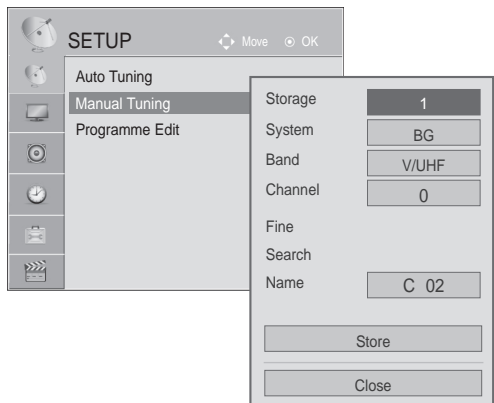 SETUP Move OK
Auto Tuning
Manual Tuning
Programme Edit
Storage 1
System BG
Band V/UHF
Channel 0
Fine
Search
Name C 02
Store
Close